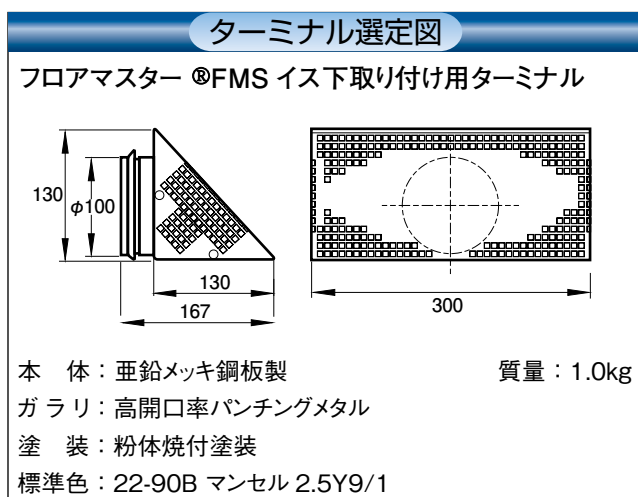 ターミナル選定図
フロアマスター ®FMS イス下取り付け用ターミナル
130
φ100
130
167
300
本　体：亜鉛メッキ鋼板製　質量：1.0kg
ガラリ：高開口率パンチングメタル
塗　装：粉体焼付塗装
標準色：22-90B マンセル 2.5Y9/1